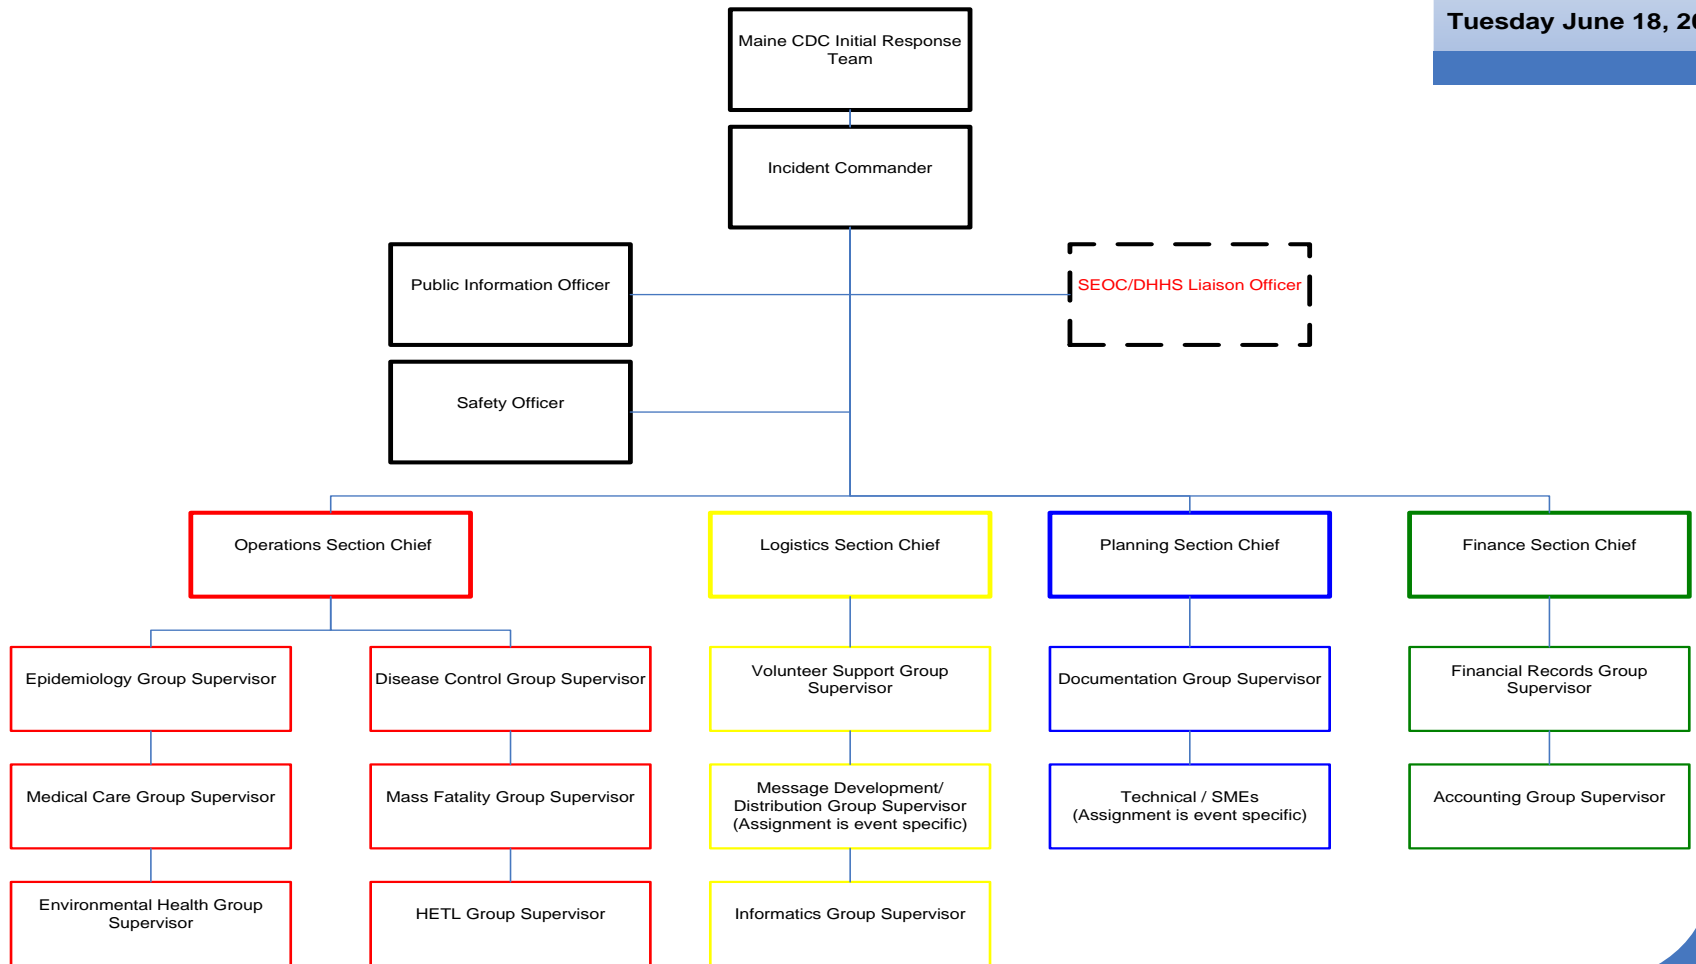 Tuesday June 18,
Maine CDC Initial Response
Team
Incident Commander
Public Information Officer
SEOC/DHHS Liaison Officer
Safety Officer
Operations Section Chief
Logistics Section Chief
Planning Section Chief
Finance Section Chief
Epidemiology Group Supervisor
Disease Control Group Supervisor
Volunteer Support Group
Supervisor
Documentation Group Supervisor
Financial Records Group
Supervisor
Medical Care Group Supervisor
Mass Fatality Group Supervisor
Message Development/
Distribution Group Supervisor
(Assignment is event specific)
Technical / SMEs
(Assignment is event specific)
Accounting Group Supervisor
Environmental Health Group
Supervisor
HETL Group Supervisor
Informatics Group Supervisor